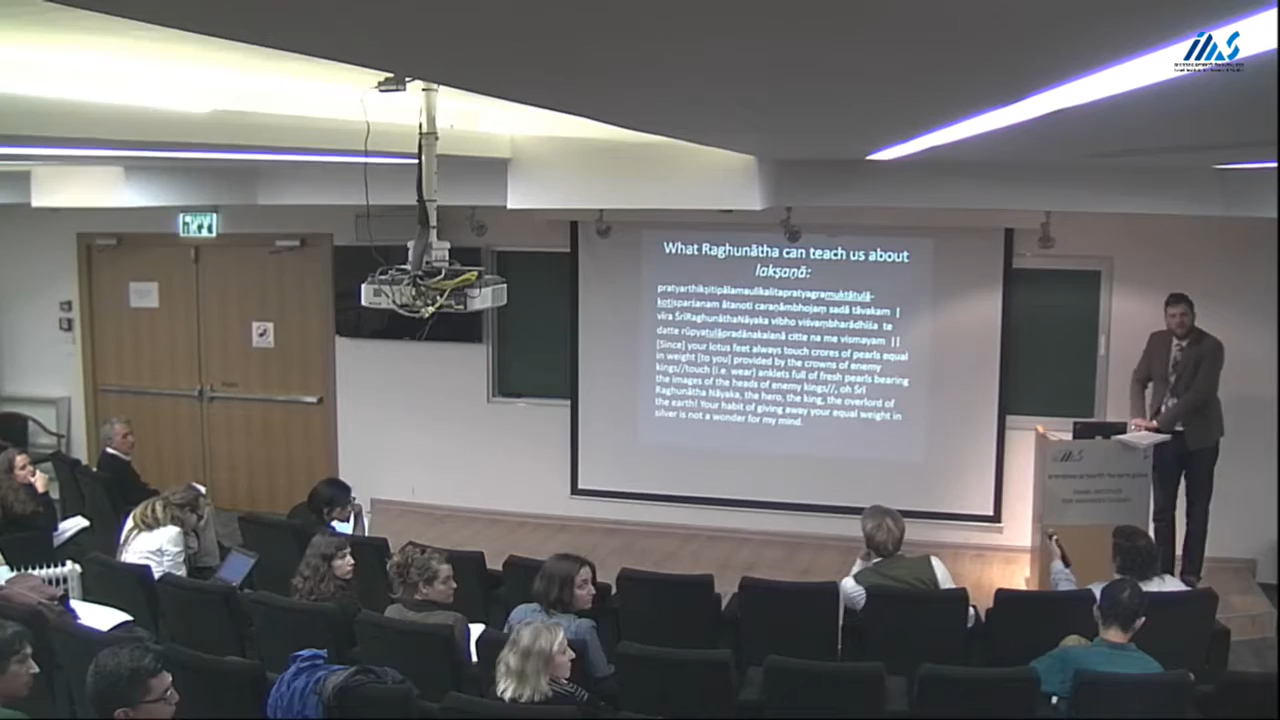 What Raghunātha can teach us about
lakṣaṇā:
pratyarthikṣitipālamaulikalitapratyagramuktātulā-
koṭisparśanam ātanoti caraṇāmbhojaṃ sadā tāvakam |
vīra ŚrīRaghunāthaNāyaka vibho viśvaṃbharādhīśa te
datte rūpyatulāpradānakalanā citte na me vismayam ||
[Since] your lotus feet always touch crores of pearls equal
in weight [to you] provided by the crowns of enemy
kings//touch (i.e. wear) anklets full of fresh pearls bearing
the images of the heads of enemy kings//, oh Śrī
Raghunātha Nāyaka, the hero, the king, the overlord of
the earth! Your habit of giving away your equal weight in
silver is not a wonder for my mind.